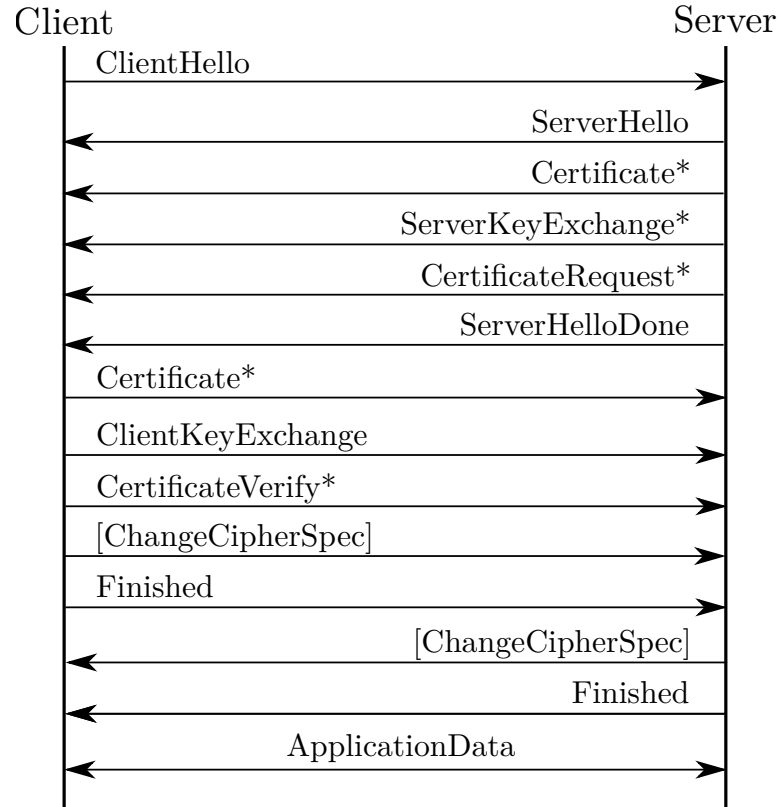 Client
Server
ClientHello
ServerHello
Certificate*
ServerKeyExchange*
CertificateRequest*
ServerHelloDone
Certificate*
ClientKeyExchange
CertificateVerify*
[ChangeCipherSpec]
Finished
[ChangeCipherSpec]
Finished
ApplicationData